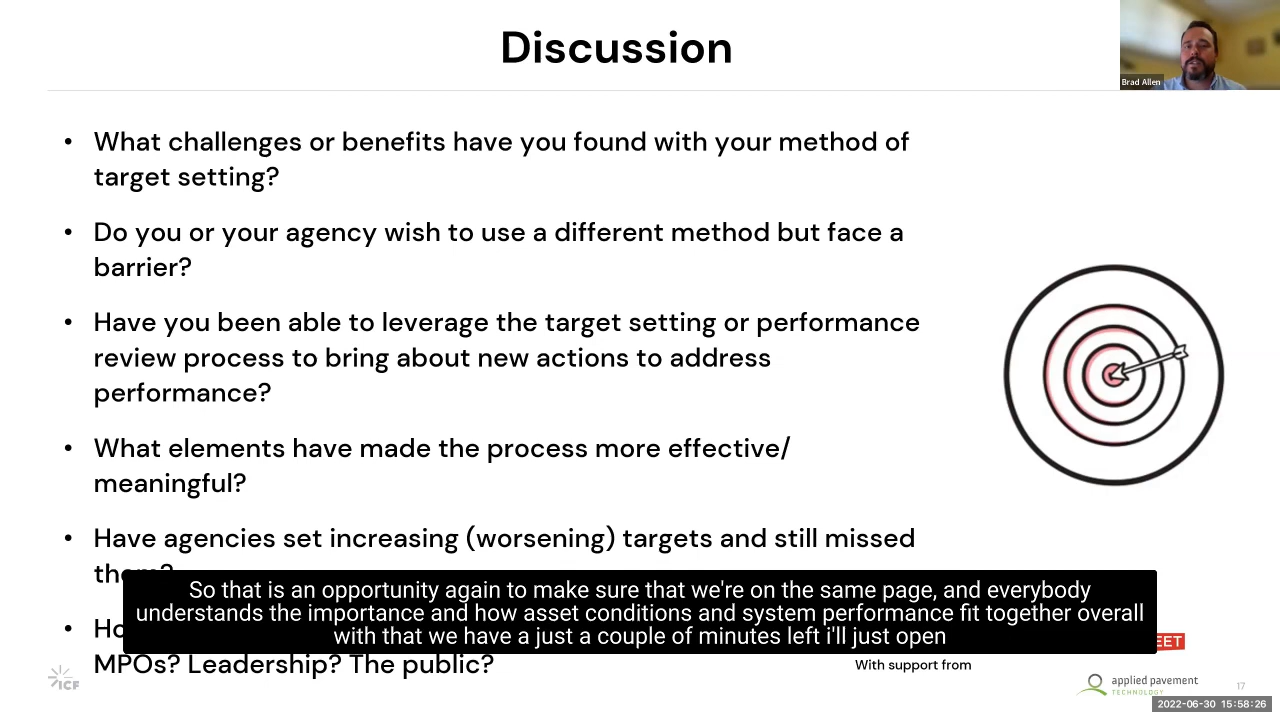 Discussion
Brad Allen
• What challenges or benefits have you found with your method of
target setting?
• Do you or your agency wish to use a different method but face a
barrier?
• Have you been able to leverage the target setting or performance
review process to bring about new actions to address
performance?
• What elements have made the process more effective/
meaningful?
• Have agencies set increasing (worsening) targets and still missed
them?
So that is an opportunity again to make sure that we're on the same page, and everybody
understands the importance and how asset conditions and system performance fit together overall
with that we have a just a couple of minutes left i'll just open
MPOs? Leadership? The public?
With support from
ICF
applied pavement
TECHNOLOGY
17
2022-06-30 15:58:26